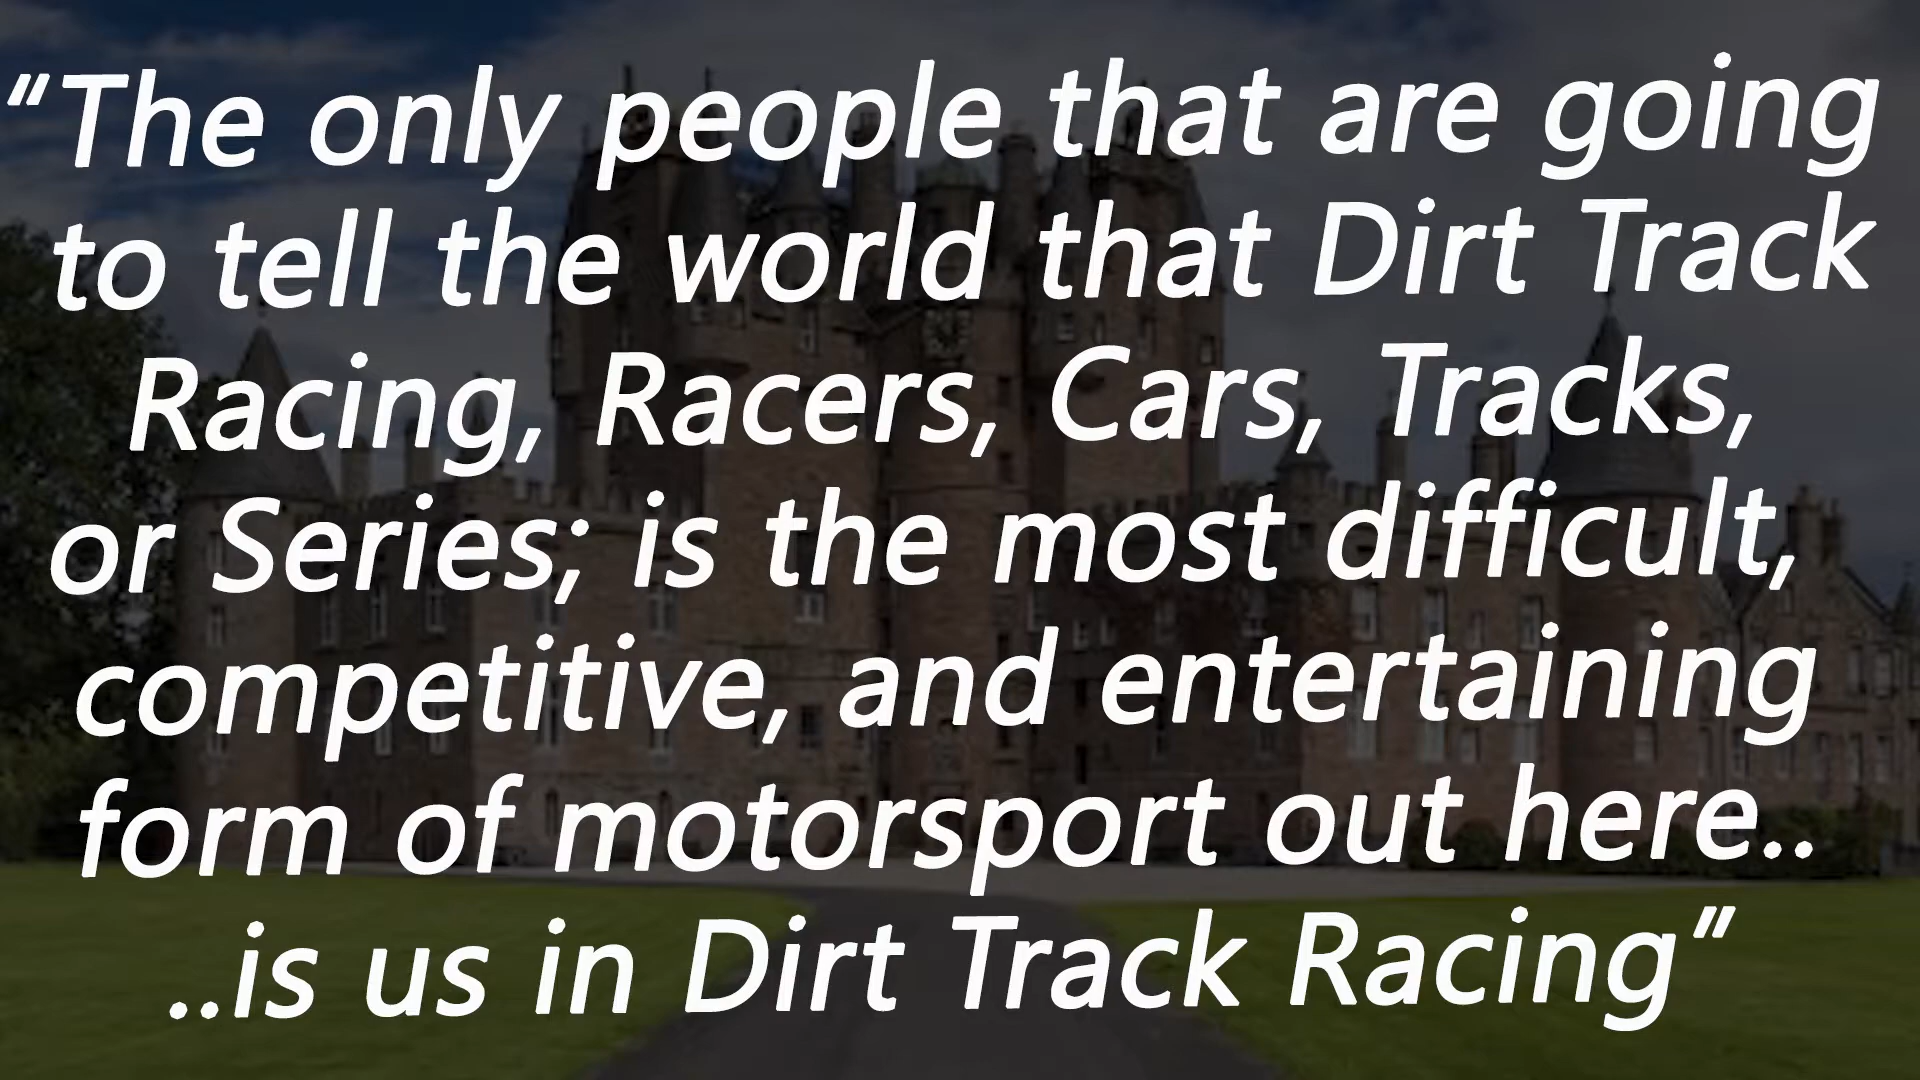 “The only people that are going
to tell the world that Dirt Track
Racing, Racers, Cars, Tracks,
or Series; is the most difficult,
competitive, and entertaining
form of motorsport out here..
..is us in Dirt Track Racing”